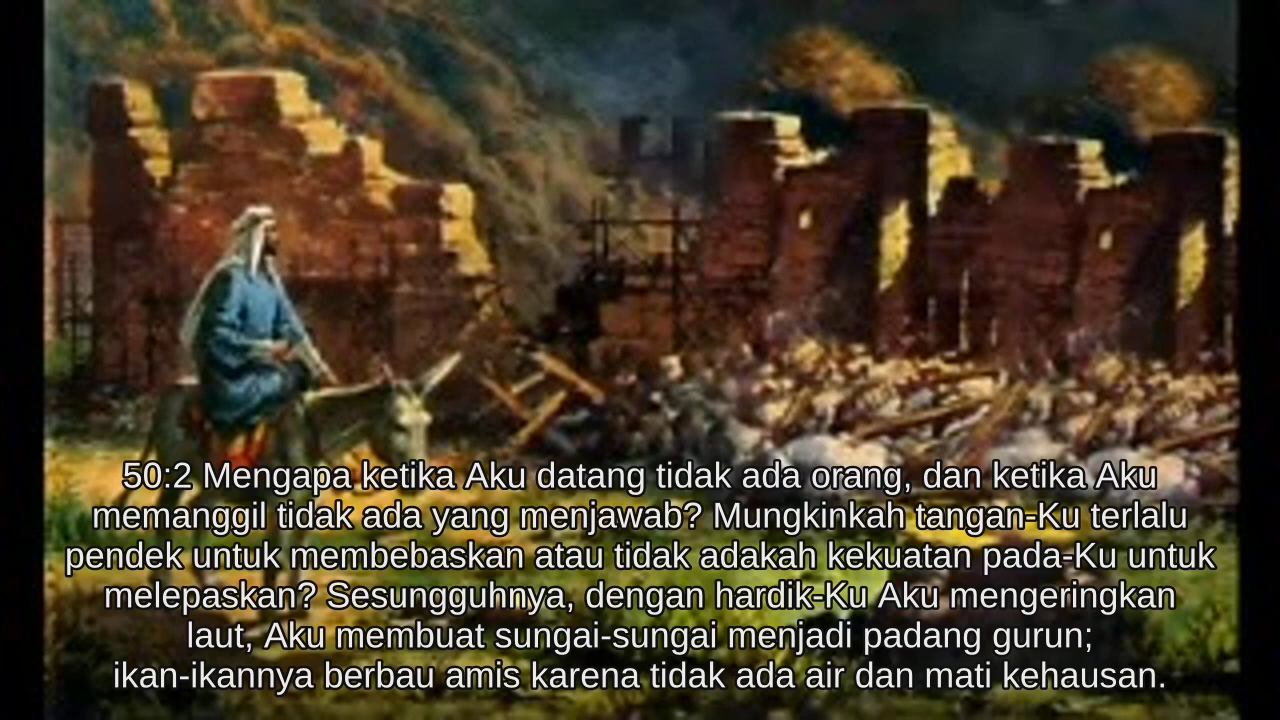 50:2 Mengapa ketika Aku datang tidak ada orang, dan ketika Aku
memanggil tidak ada yang menjawab? Mungkinkah tangan-Ku terlalu
pendek untuk membebaskan atau tidak adakah kekuatan pada-Ku untuk
melepaskan? Sesungguhnya, dengan hardik-Ku Aku mengeringkan
laut, Aku membuat sungai-sungai menjadi padang gurun;
ikan-ikannya berbau amis karena tidak ada air dan mati kehausan.